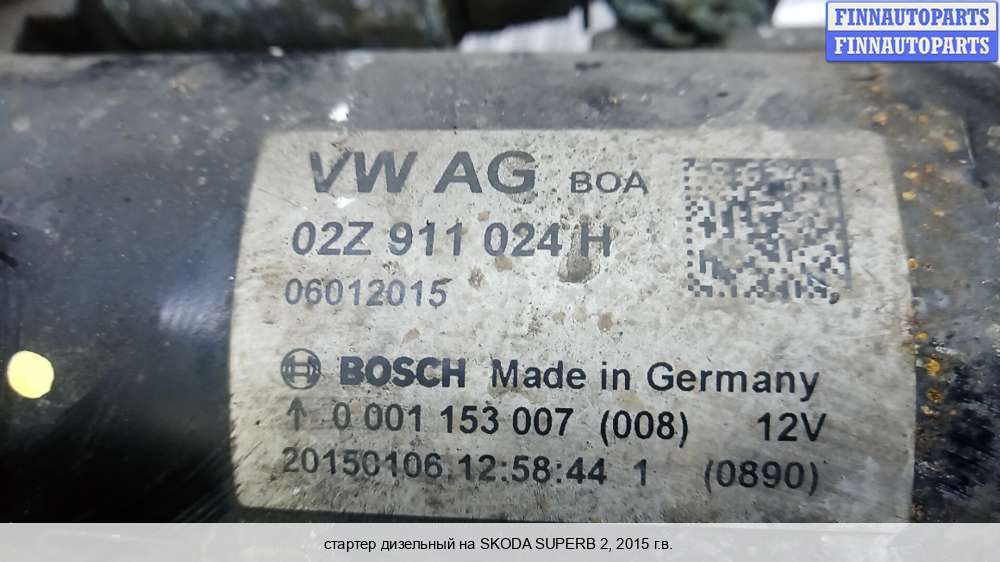 FINNAUTOPARTS
FINNAUTOPARTS
VW AG BOA
02Z 911 024 H
06012015
BOSCH Made in Germany
↑ 0 001 153 007 (008) 12V
20150106.12:58:44 1 (0890)
стартер дизельный на SKODA SUPERB 2, 2015 г.в.